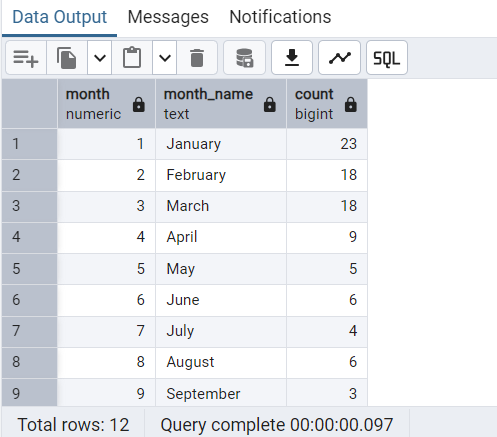 Data Output Messages Notifications
SQL
month month_name count
numeric text bigint
1 1 January 23
2 2 February 18
3 3 March 18
4 4 April 9
5 5 May 5
6 6 June 6
7 7 July 4
8 8 August 6
9 9 September 3
Total rows: 12 Query complete 00:00:00.097